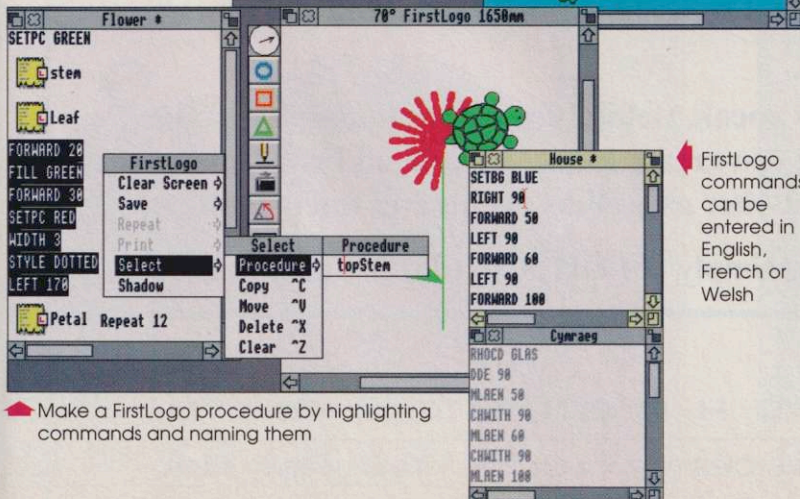 Flower *
SETPC GREEN
stem
Leaf
FORWARD 20
FILL GREEN
FORWARD 30
SETPC RED
WIDTH 3
STYLE DOTTED
LEFT 170
Petal Repeat 12
FirstLogo
Clear Screen
Save
Repeat
Print
Select
Shadow
Select
Procedure
Copy ^C
Move ^V
Delete ^X
Clear ^Z
Procedure
topStem
70° FirstLogo 1650mm
House *
SETBG BLUE
RIGHT 90
FORWARD 50
LEFT 90
FORWARD 60
LEFT 90
FORWARD 100
Cymraeg
RHOCD GLAS
DDE 90
MLAEN 50
CHWITH 90
MLAEN 60
CHWITH 90
MLAEN 100
FirstLogo
commands
can be
entered in
English,
French or
Welsh
Make a FirstLogo procedure by highlighting
commands and naming them